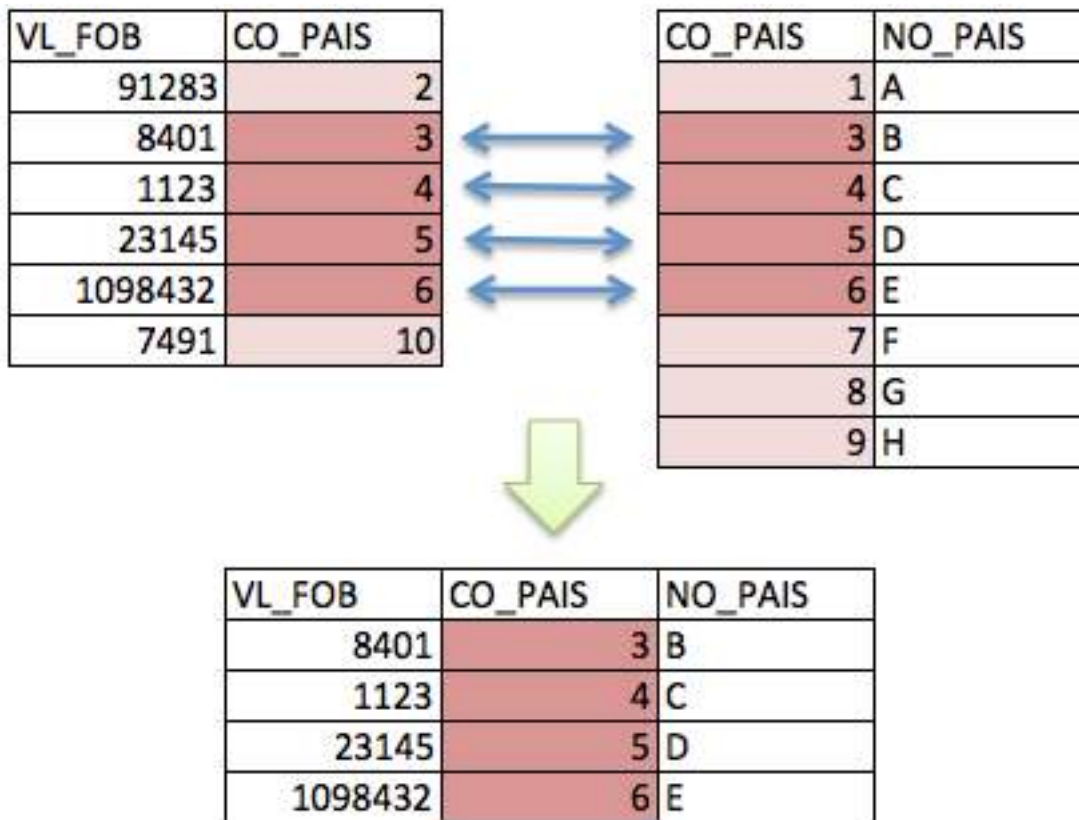 VL_FOB CO_PAIS
91283 2
8401 3
1123 4
23145 5
1098432 6
7491 10
CO_PAIS NO_PAIS
1 A
3 B
4 C
5 D
6 E
7 F
8 G
9 H
VL_FOB CO_PAIS NO_PAIS
8401 3 B
1123 4 C
23145 5 D
1098432 6 E